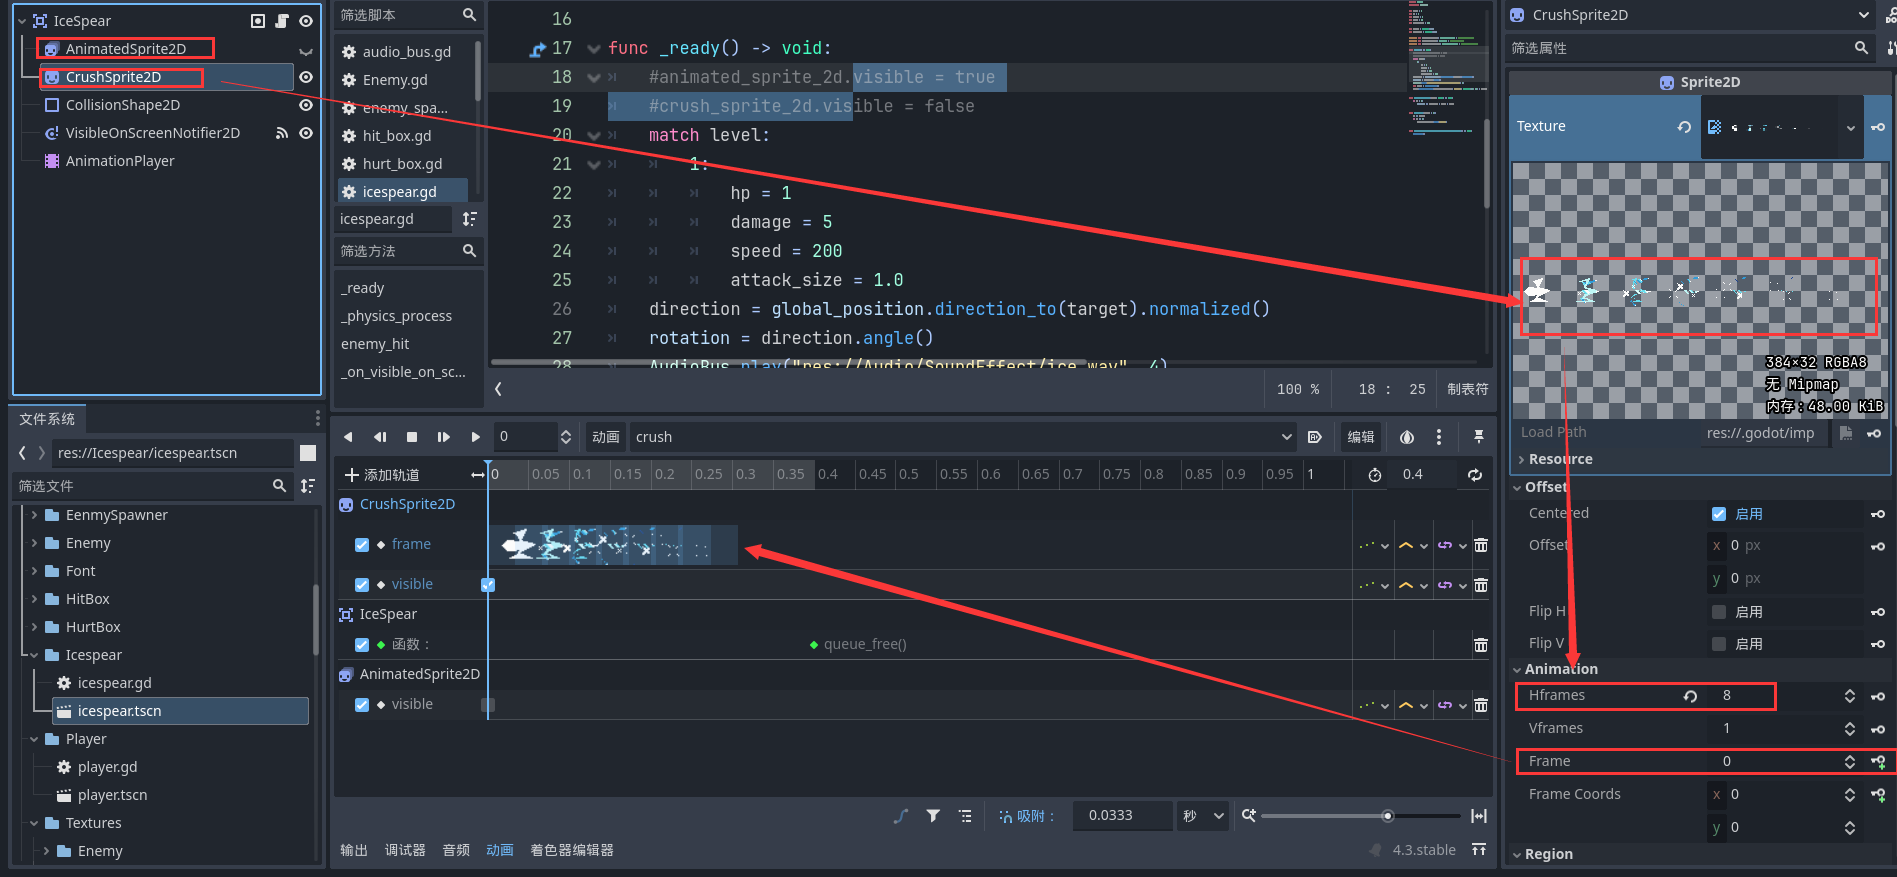 IceSpear
AnimatedSprite2D
CrushSprite2D
CollisionShape2D
VisibleOnScreenNotifier2D
AnimationPlayer
筛选脚本
audio_bus.gd
Enemy.gd
enemy_spa...
hit_box.gd
hurt_box.gd
icespear.gd
icespear.gd
筛选方法
_ready
_physics_process
enemy_hit
_on_visible_on_sc...
16
17 func _ready() -> void:
18 #animated_sprite_2d.visible = true
19 #crush_sprite_2d.visible = false
20 match level:
21 1:
22 hp = 1
23 damage = 5
24 speed = 200
25 attack_size = 1.0
26 direction = global_position.direction_to(target).normalized()
27 rotation = direction.angle()
28 AudioBus.play("res://Audio/SoundEffect/ice.wav", 4)
100 % 18 : 25 制表符
CrushSprite2D
筛选属性
Sprite2D
Texture
384×32 RGBA8
无 Mipmap
内存：48.00 KiB
Load Path res://.godot/imp
Resource
Offset
Centered 启用
Offset x 0 px
y 0 px
Flip H 启用
Flip V 启用
Animation
Hframes 8
Vframes 1
Frame 0
Frame Coords x 0
y 0
Region
文件系统
res://Icespear/icespear.tscn
筛选文件
EenmySpawner
Enemy
Font
HitBox
HurtBox
Icespear
icespear.gd
icespear.tscn
Player
player.gd
player.tscn
Textures
Enemy
0 动画 crush 编辑
添加轨道 0 0.05 0.1 0.15 0.2 0.25 0.3 0.35 0.4 0.45 0.5 0.55 0.6 0.65 0.7 0.75 0.8 0.85 0.9 0.95 1 0.4
CrushSprite2D
frame
visible
IceSpear
函数： queue_free()
AnimatedSprite2D
visible
吸附： 0.0333 秒
输出 调试器 音频 动画 着色器编辑器 4.3.stable